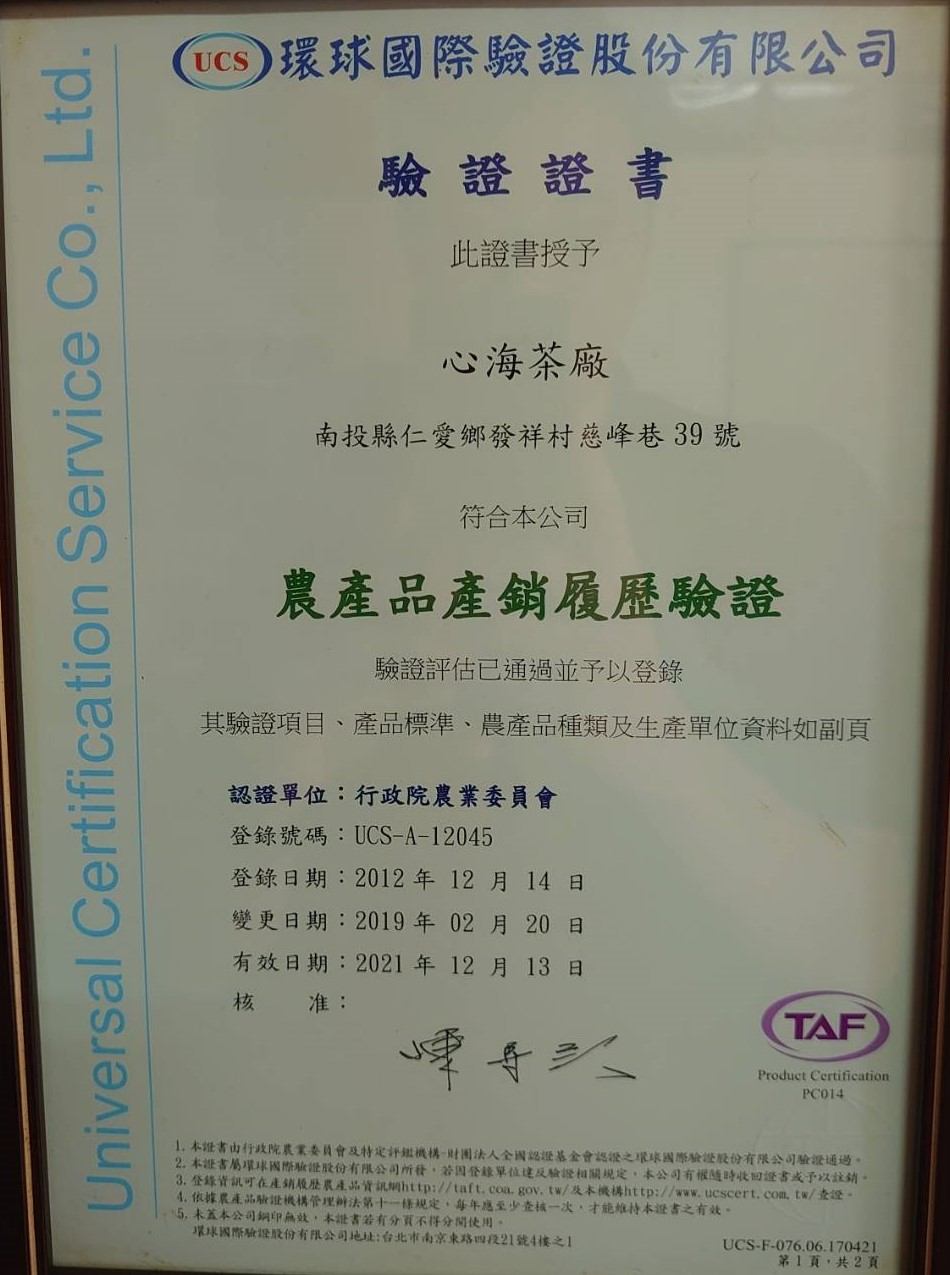 UCS 環球國際驗證股份有限公司
Universal Certification Service Co., Ltd.
驗證證書
此證書授予
心海茶廠
南投縣仁愛鄉發祥村慈峰巷 39 號
符合本公司
農產品產銷履歷驗證
驗證評估已通過並予以登錄
其驗證項目、產品標準、農產品種類及生產單位資料如副頁
認證單位：行政院農業委員會
登錄號碼：UCS-A-12045
登錄日期：2012 年 12 月 14 日
變更日期：2019 年 02 月 20 日
有效日期：2021 年 12 月 13 日
核 准：
TAF
Product Certification
PC014
1. 本證書由行政院農業委員會及特定評鑑機構-財團法人全國認證基金會認證之環球國際驗證股份有限公司驗證通過。
2. 本證書屬環球國際驗證股份有限公司所發，若因登錄單位違反驗證相關規定，本公司有權隨時收回證書或予以註銷。
3. 登錄資訊可在產銷履歷農產品資訊網http://taft.coa.gov.tw/及本機構http://www.ucscert.com.tw/查證。
4. 依據農產品驗證機構管理辦法第十一條規定，每年應至少查核一次，才能維持本證書之有效。
5. 未蓋本公司鋼印無效，本證書若有分頁不得分開使用。
環球國際驗證股份有限公司地址:台北市南京東路四段21號4樓之1
UCS-F-076.06.170421
第 1 頁，共 2 頁